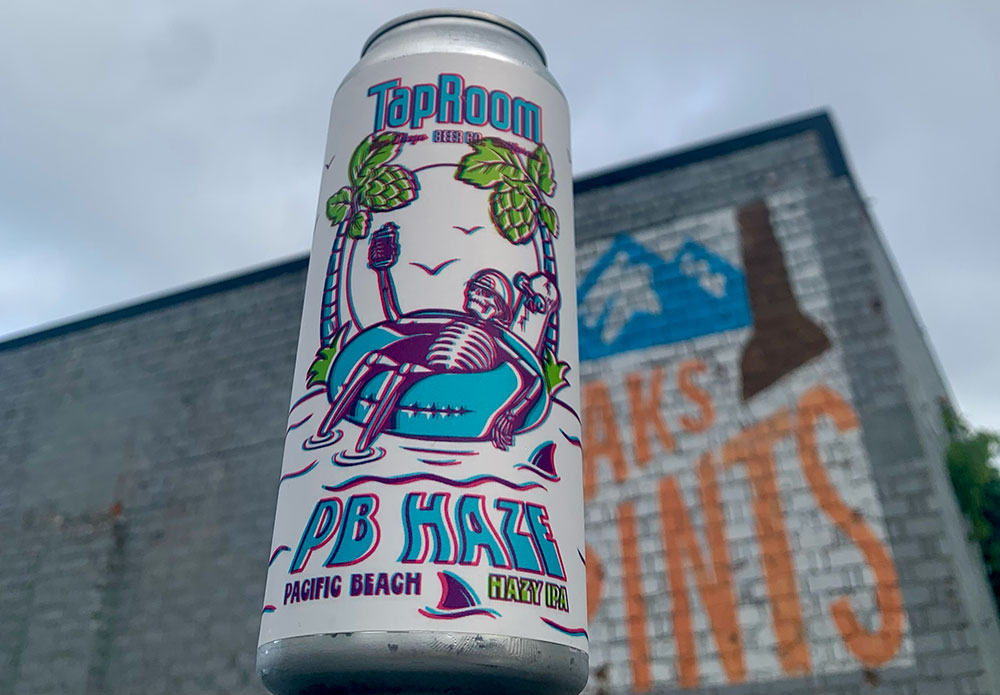 TapRoom
BEER CO
PB HAZE
PACIFIC BEACH HAZY IPA
AKS
INTS